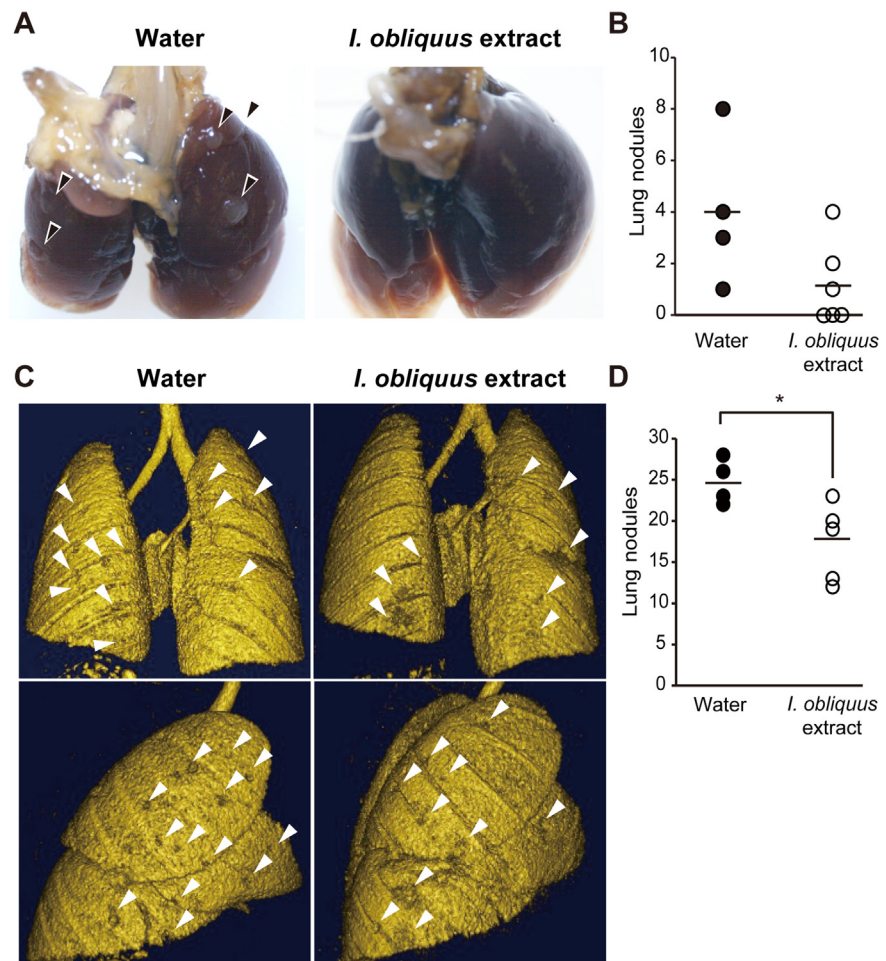 A
Water
I. obliquus extract
B
10
8
6
4
2
0
Lung nodules
Water
I. obliquus
extract
C
Water
I. obliquus extract
D
*
30
25
20
15
10
5
0
Lung nodules
Water
I. obliquus
extract